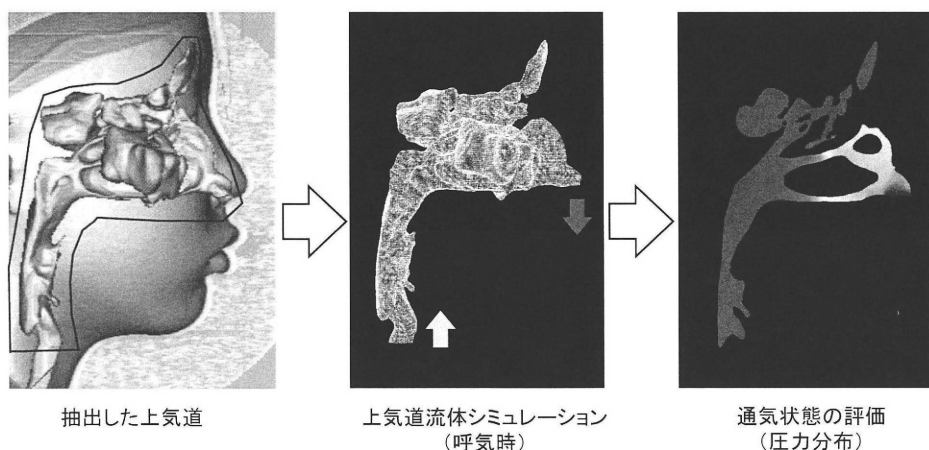 抽出した上気道
上気道流体シミュレーション
（呼気時）
通気状態の評価
（圧力分布）